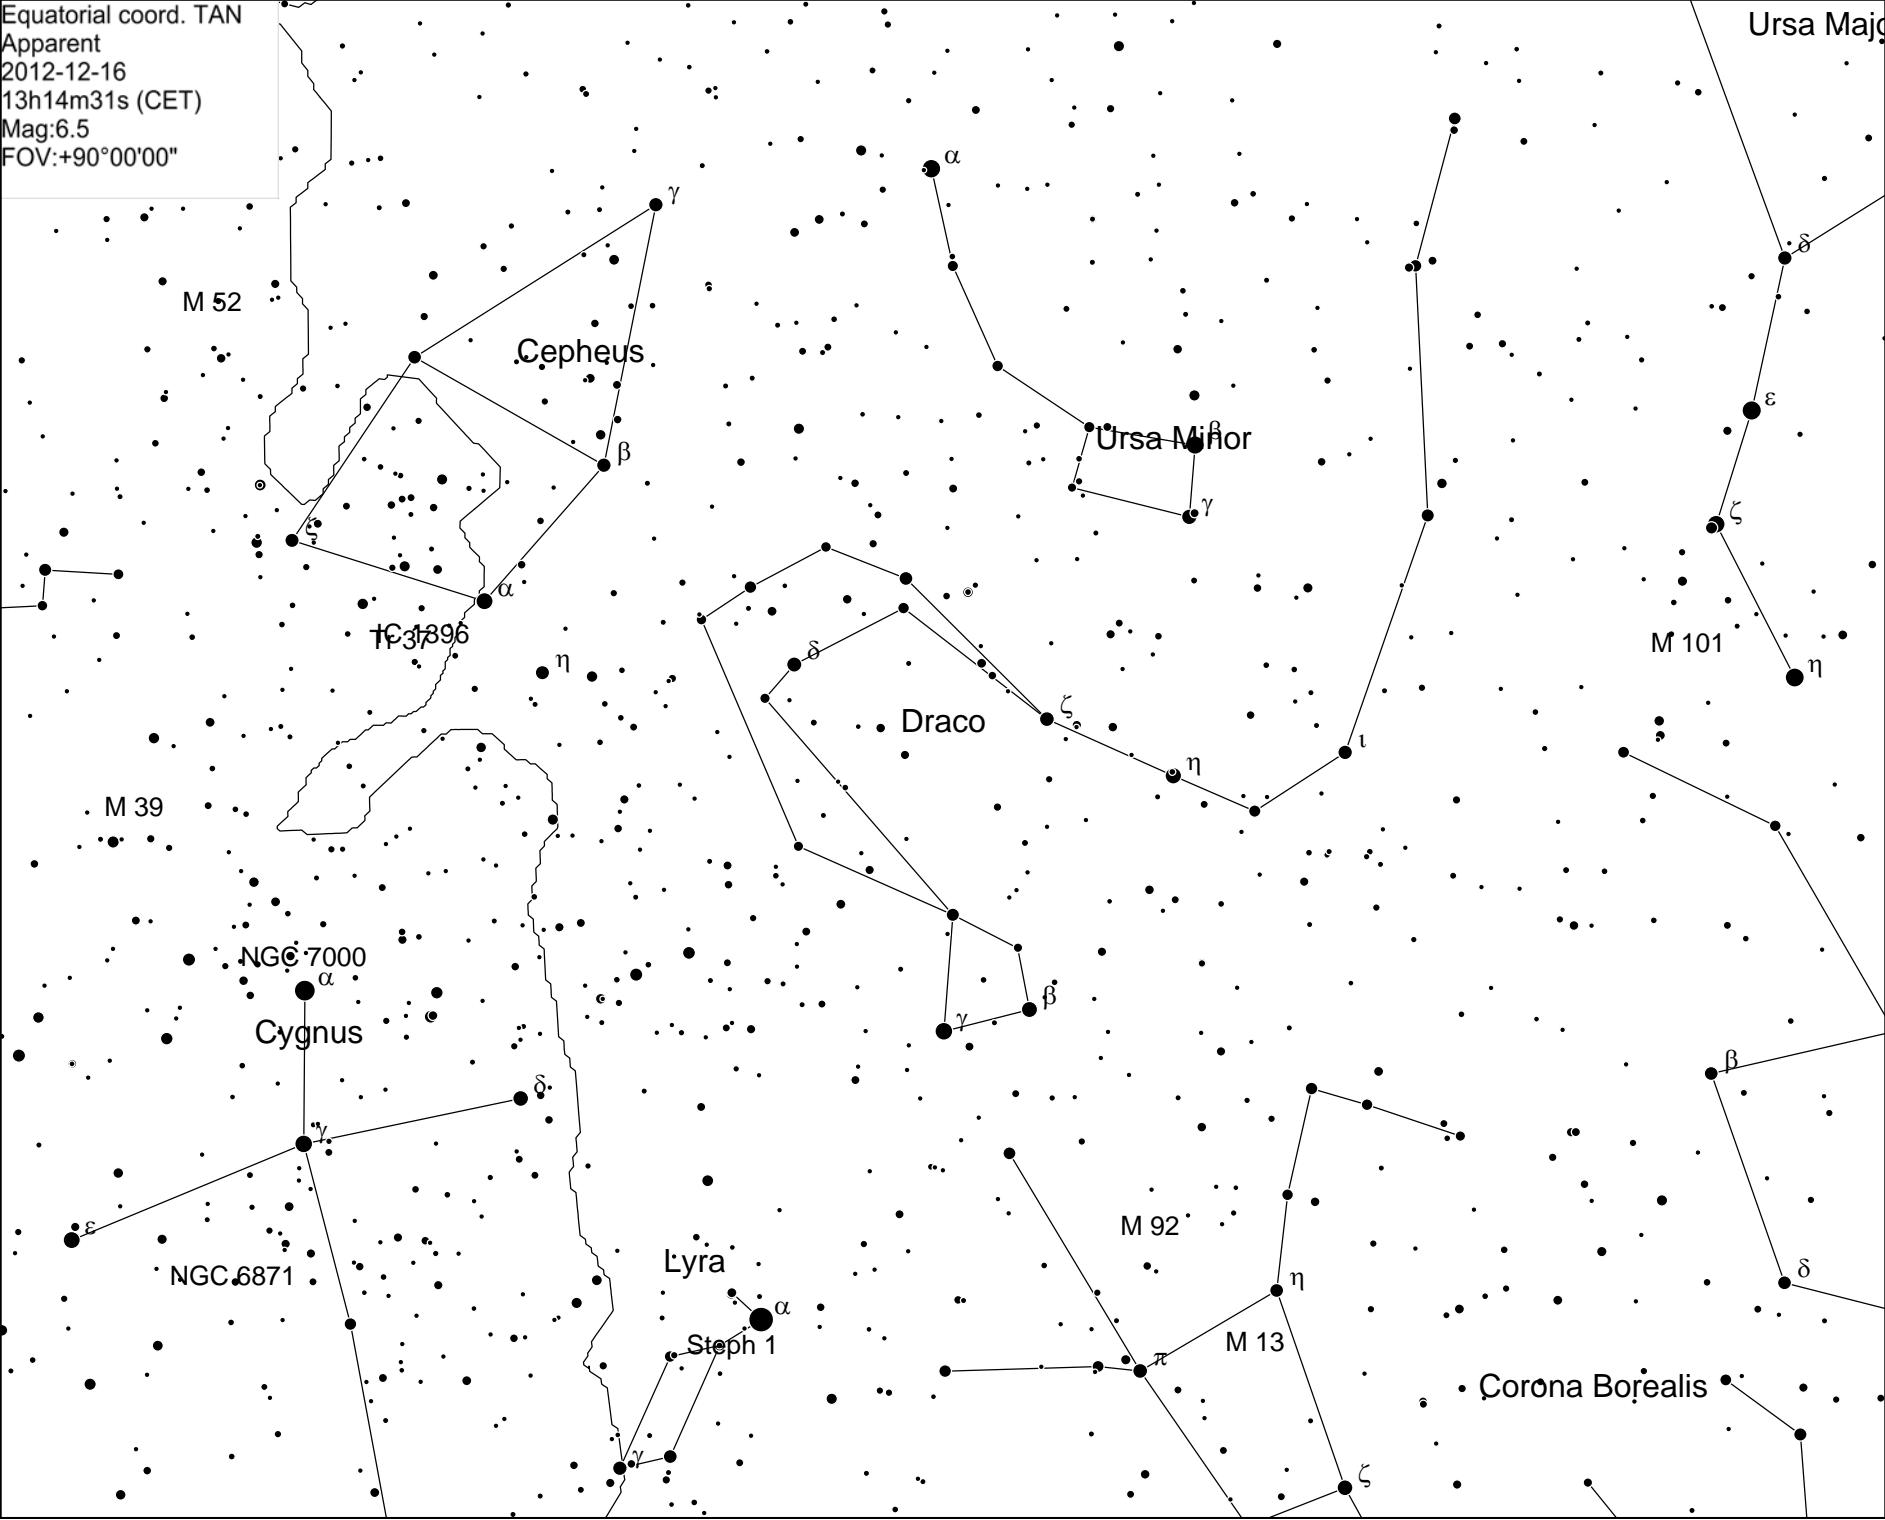 Equatorial coord. TAN
Apparent
2012-12-16
13h14m31s (CET)
Mag:6.5
FOV:+90°00'00"
Ursa Majo
α
γ
δ
M 52
Cepheus
ε
Ursa Minor
β
β
γ
ζ
ζ
α
IC 1396
Tr 37
M 101
η
δ
η
ζ
Draco
ι
η
M 39
NGC 7000
α
β
γ
Cygnus
β
δ
γ
ε
M 92
Lyra
NGC 6871
δ
η
α
Steph 1
M 13
π
Corona Borealis
γ
ζ